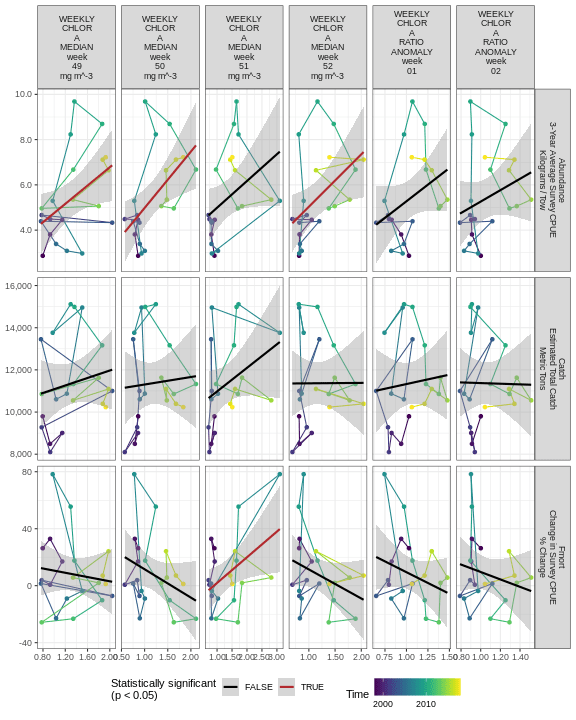 WEEKLY
CHLOR
A
MEDIAN
week
49
mg m^-3
WEEKLY
CHLOR
A
MEDIAN
week
50
mg m^-3
WEEKLY
CHLOR
A
MEDIAN
week
51
mg m^-3
WEEKLY
CHLOR
A
MEDIAN
week
52
mg m^-3
WEEKLY
CHLOR
A
RATIO
ANOMALY
week
01
WEEKLY
CHLOR
A
RATIO
ANOMALY
week
02
10.0
8.0
6.0
4.0
Abundance
3-Year Average Survey CPUE
Kilograms/Tow
16,000
14,000
12,000
10,000
8,000
Catch
Estimated Total Catch
Metric Tons
80
40
0
-40
Fmort
Change in Survey CPUE
% Change
0.80 1.20 1.60 2.00
0.50 1.00 1.50 2.00
1.00 1.50 2.00 2.50 3.00
1.00 1.50 2.00
0.75 1.00 1.25 1.50
0.80 1.00 1.20 1.40
Statistically significant
(p < 0.05)
FALSE
TRUE
Time
2000
2010